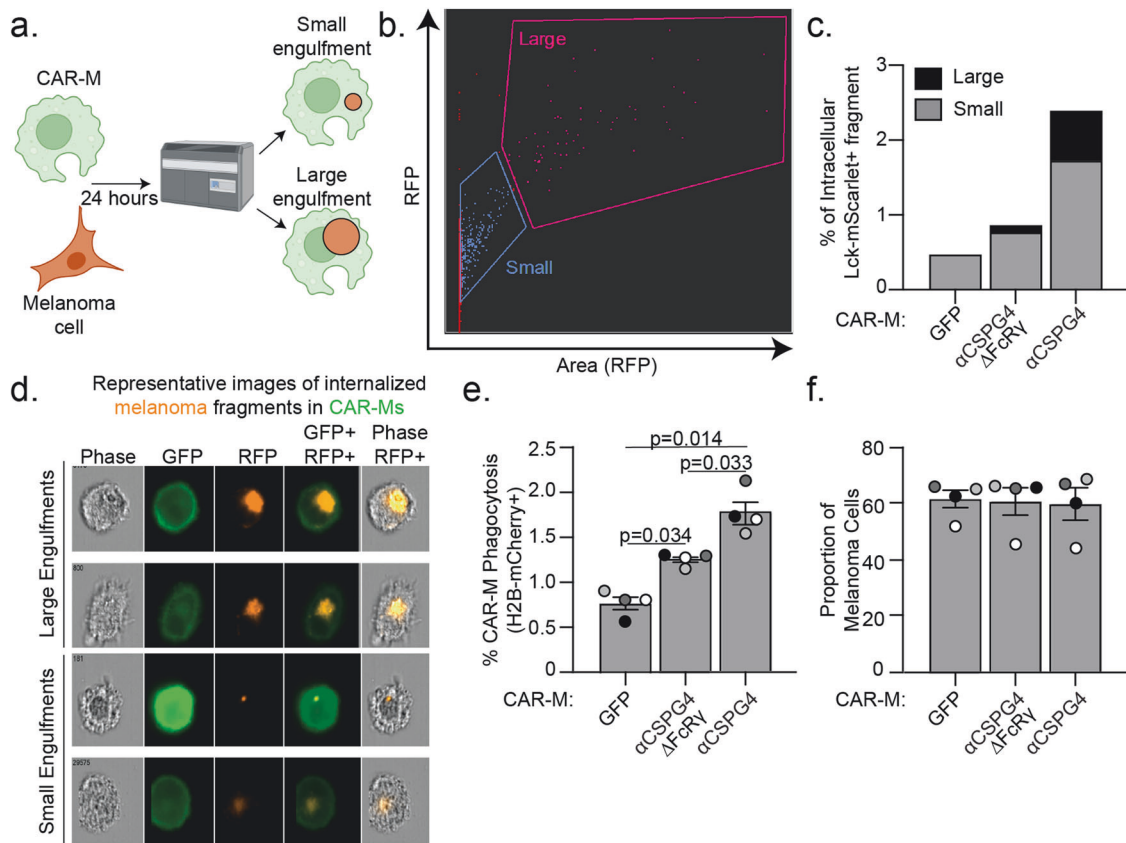 a.
CAR-M
24 hours
Melanoma
cell
Small
engulfment
Large
engulfment
b.
Large
Small
RFP
Area (RFP)
c.
% of Intracellular
Lck-mScarlet+ fragment
3
2
1
0
Large
Small
CAR-M:
GFP
αCSPG4
ΔFcRγ
αCSPG4
d.
Representative images of internalized
melanoma fragments in CAR-Ms
Phase
GFP
RFP
GFP+
RFP+
Phase
RFP+
Large Engulfments
800
Small Engulfments
181
29575
e.
% CAR-M Phagocytosis
(H2B-mCherry+)
2.5
2.0
1.5
1.0
0.5
0
p=0.014
p=0.033
p=0.034
CAR-M:
GFP
αCSPG4
ΔFcRγ
αCSPG4
f.
Proportion of
Melanoma Cells
80
60
40
20
0
CAR-M:
GFP
αCSPG4
ΔFcRγ
αCSPG4